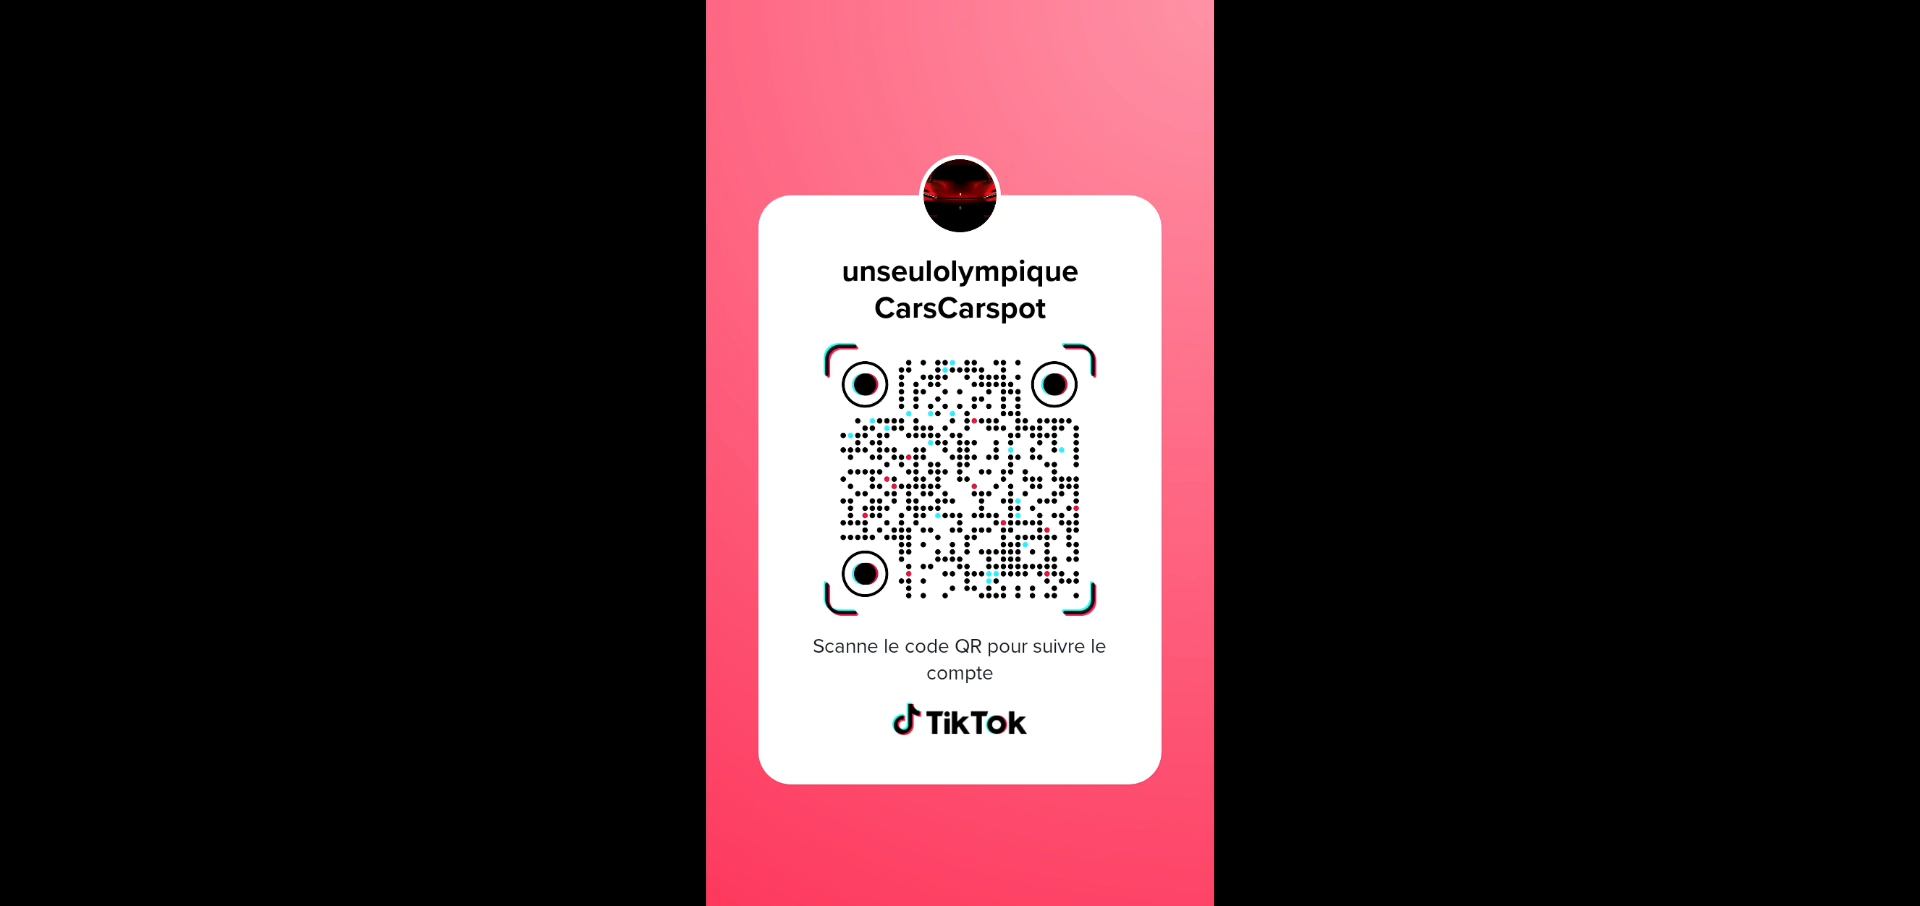 unseulolympique
CarsCarspot
Scanne le code QR pour suivre le
compte
TikTok